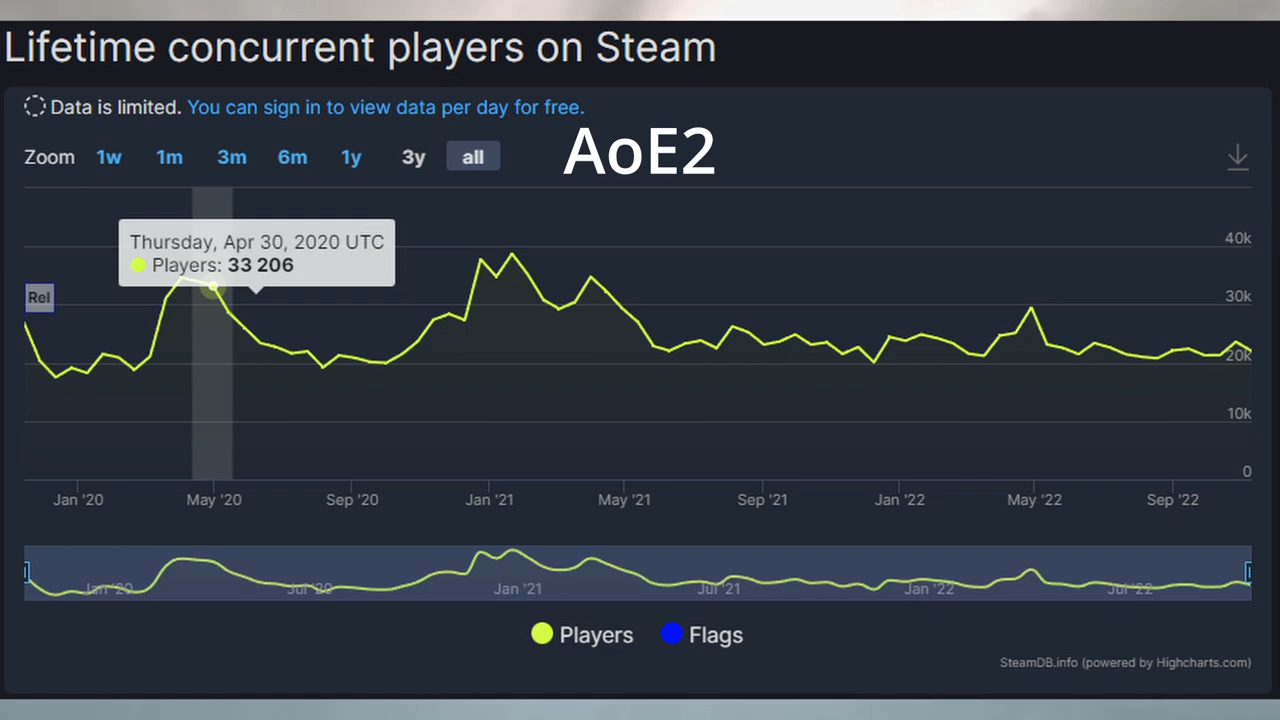 Lifetime concurrent players on Steam
Data is limited. You can sign in to view data per day for free.
AoE2
Zoom 1w 1m 3m 6m 1y 3y all
Thursday, Apr 30, 2020 UTC
Players: 33 206
Rel
40k
30k
20k
10k
0
Jan '20 May '20 Sep '20 Jan '21 May '21 Sep '21 Jan '22 May '22 Sep '22
Jan '20 Jul '20 Jan '21 Jul '21 Jan '22 Jul '22
Players Flags
SteamDB.info (powered by Highcharts.com)